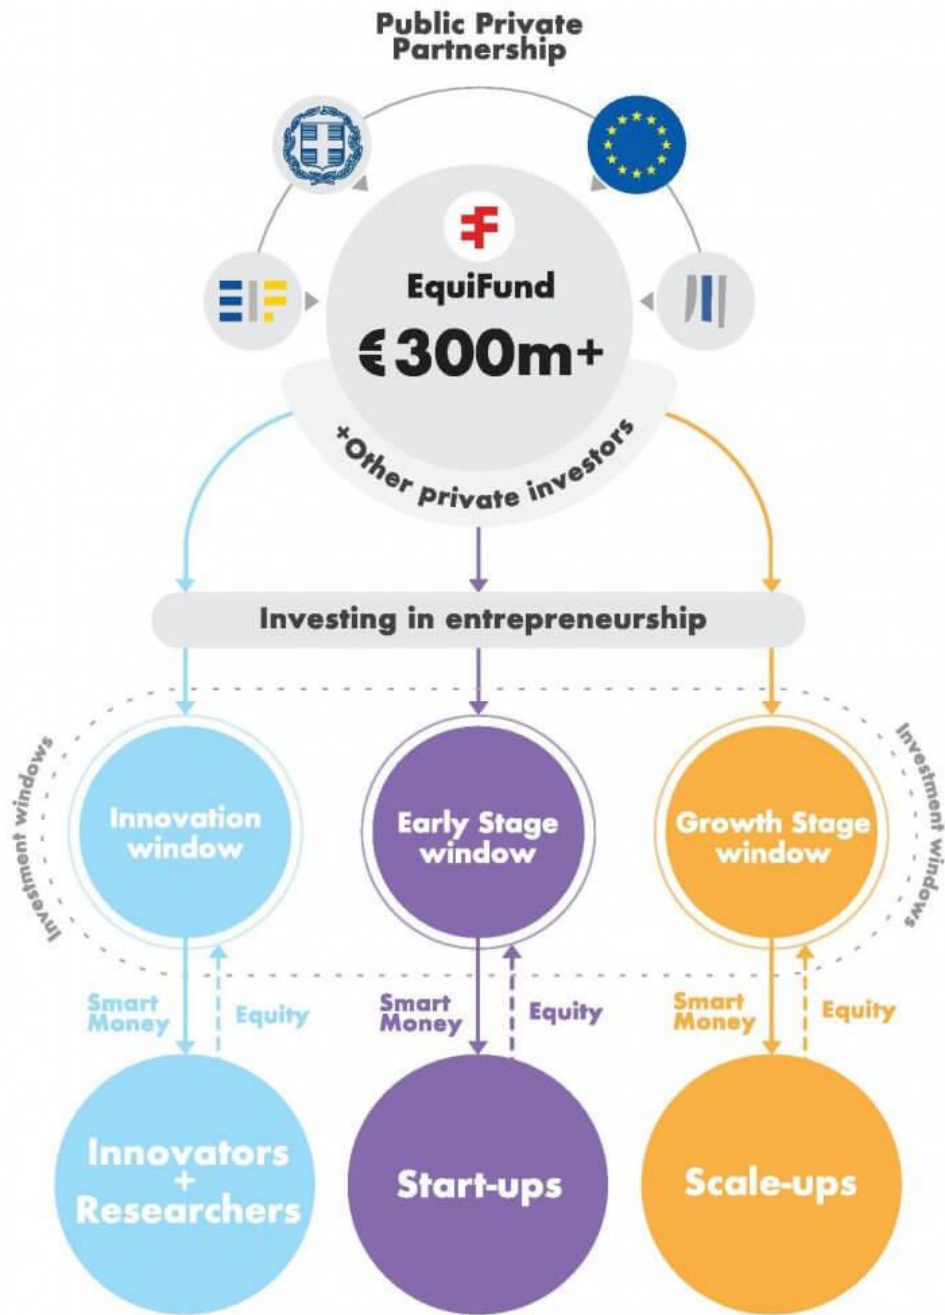 Public Private
Partnership
EIF
EquiFund
€300m+
+Other private investors
Investing in entrepreneurship
Investment windows
Investment windows
Innovation
window
Early Stage
window
Growth Stage
window
Smart
Money
Equity
Smart
Money
Equity
Smart
Money
Equity
Innovators
+
Researchers
Start-ups
Scale-ups